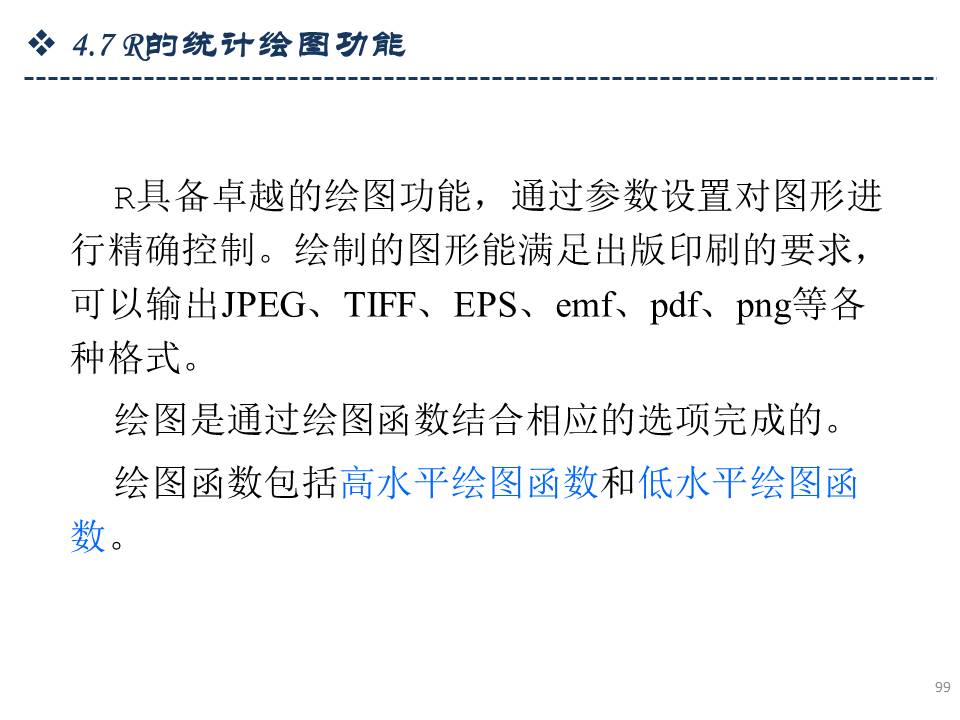 ❖ 4.7 R的统计绘图功能
R具备卓越的绘图功能，通过参数设置对图形进
行精确控制。绘制的图形能满足出版印刷的要求，
可以输出JPEG、TIFF、EPS、emf、pdf、png等各
种格式。
绘图是通过绘图函数结合相应的选项完成的。
绘图函数包括高水平绘图函数和低水平绘图函
数。
99